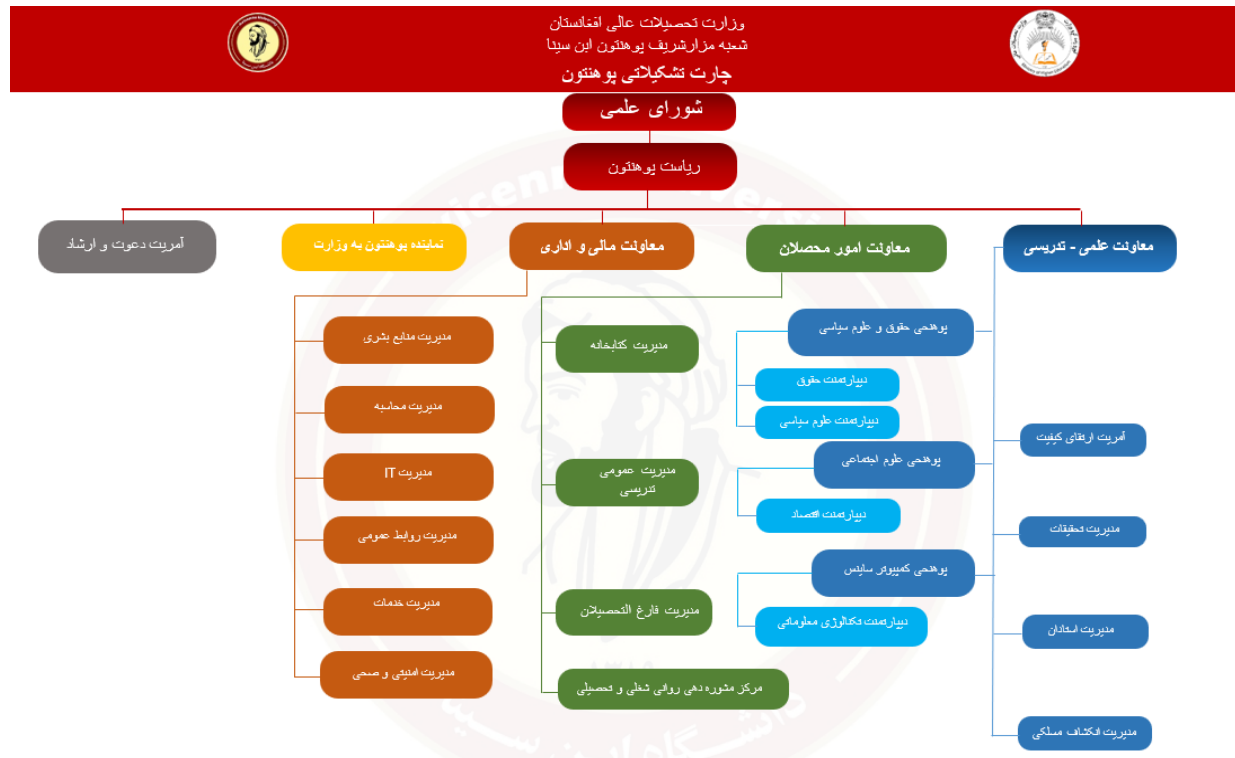 وزارت تحصیلات عالی افغانستان
شعبه مزارشریف پوهنتون ابن سینا
چارت تشکیلاتی پوهنتون
شورای علمی
ریاست پوهنتون
معاونت علمی - تدریسی
معاونت امور محصلان
معاونت مالی و اداری
نماینده پوهنتون به وزارت
آمریت دعوت و ارشاد
پوهنحی حقوق و علوم سیاسی
دیپارتمنت حقوق
دیپارتمنت علوم سیاسی
پوهنحی علوم اجتماعی
دیپارتمنت اقتصاد
پوهنحی کمپیوتر ساینس
دیپارتمنت تکنالوژی معلوماتی
آمریت ارتقای کیفیت
مدیریت تحقیقات
مدیریت استادان
مدیریت انکشاف مسلکی
مدیریت کتابخانه
مدیریت عمومی
تدریسی
مدیریت فارغ التحصیلان
مرکز مشوره دهی روانی شغلی و تحصیلی
مدیریت منابع بشری
مدیریت محاسبه
مدیریت IT
مدیریت روابط عمومی
مدیریت خدمات
مدیریت امنیتی و صحی